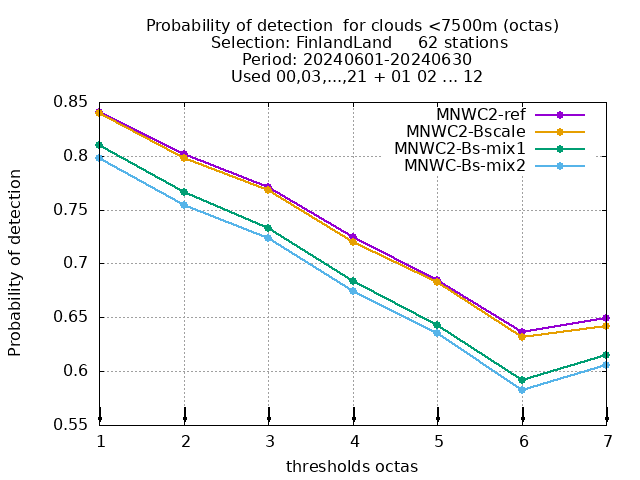 Probability of detection  for clouds <7500m (octas)
Selection: FinlandLand     62 stations
Period: 20240601-20240630
Used 00,03,...,21 + 01 02 ... 12
MNWC2-ref
MNWC2-Bscale
MNWC2-Bs-mix1
MNWC-Bs-mix2
Probability of detection
0.85
0.8
0.75
0.7
0.65
0.6
0.55
1 2 3 4 5 6 7
thresholds octas